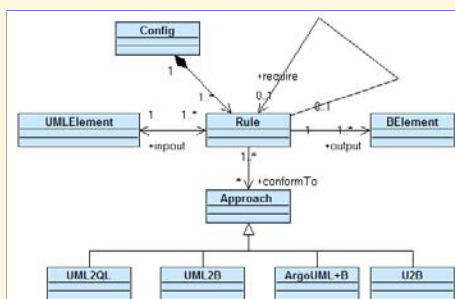 Config
1
+require
1..*
0..1
0..1
UMLElement
1
1..*
Rule
1
1..*
BElement
+inpout
+output
1..*
*
+conformTo
Approach
UML2QL
UML2B
ArgoUML+B
U2B